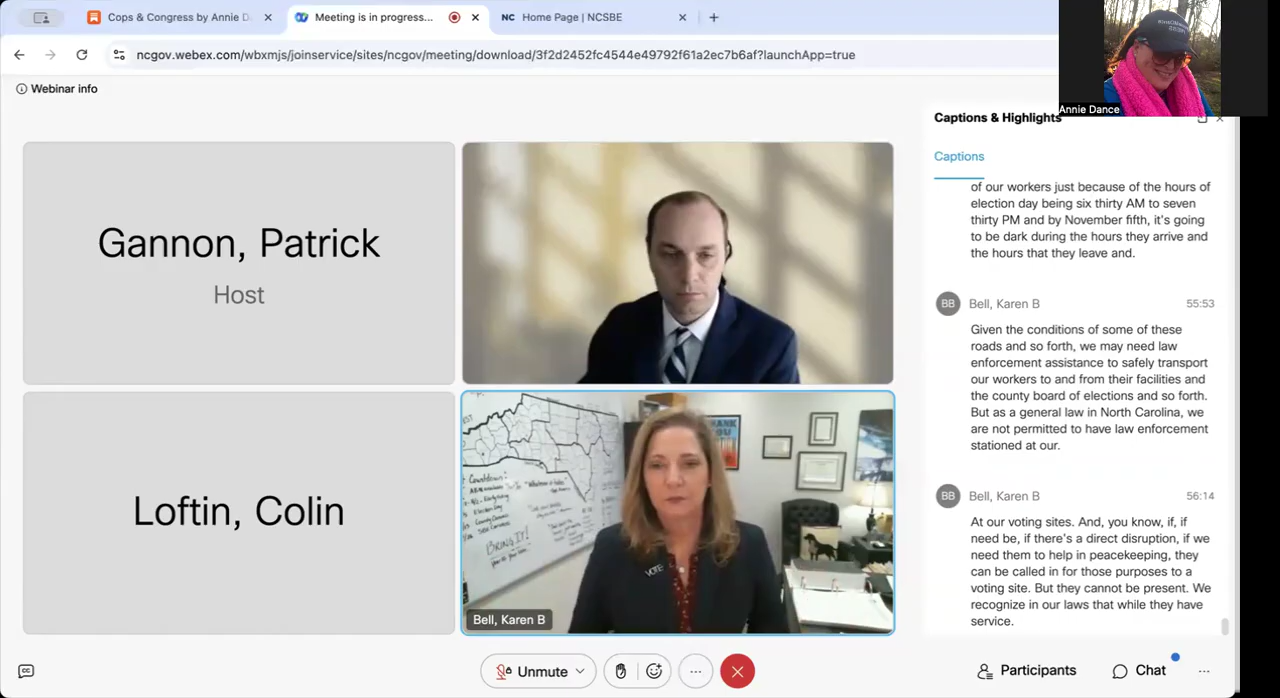 Cops & Congress by Annie D
Meeting is in progress...
NC Home Page | NCSBE
ncgov.webex.com/wbxmjs/joinservice/sites/ncgov/meeting/download/3f2d2452fc4544e49792f61a2ec7b6af?launchApp=true
Annie Dance
Webinar info
Captions & Highlights
Captions
Gannon, Patrick
Host
of our workers just because of the hours of
election day being six thirty AM to seven
thirty PM and by November fifth, it's going
to be dark during the hours they arrive and
the hours that they leave and.
BB Bell, Karen B 55:53
Given the conditions of some of these
roads and so forth, we may need law
enforcement assistance to safely transport
our workers to and from their facilities and
the county board of elections and so forth.
But as a general law in North Carolina, we
are not permitted to have law enforcement
stationed at our.
Loftin, Colin
THANK
YOU
Countdown:
BRING IT!
VOTE
Bell, Karen B
BB Bell, Karen B 56:14
At our voting sites. And, you know, if, if
need be, if there's a direct disruption, if we
need them to help in peacekeeping, they
can be called in for those purposes to a
voting site. But they cannot be present. We
recognize in our laws that while they have
service.
Unmute
Participants
Chat